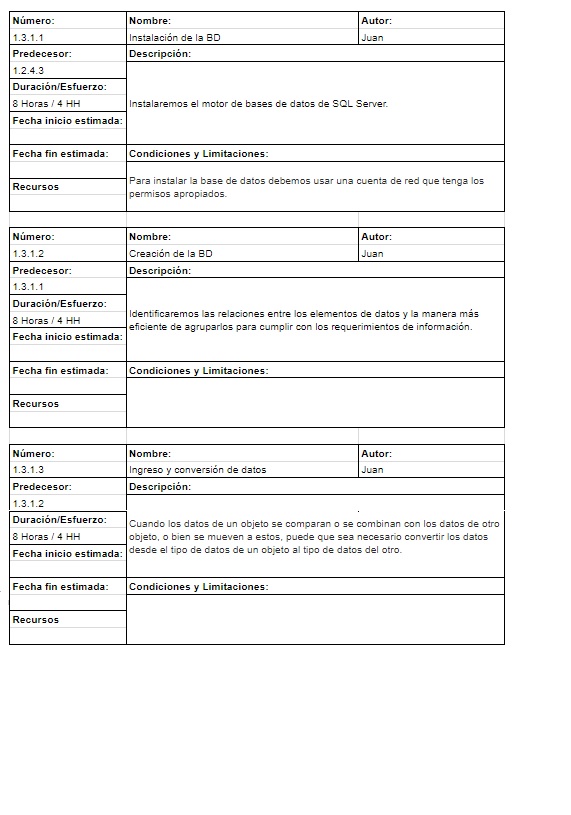 Número: Nombre: Autor:
1.3.1.1 Instalación de la BD Juan
Predecesor: Descripción:
1.2.4.3
Duración/Esfuerzo:
8 Horas / 4 HH Instalaremos el motor de bases de datos de SQL Server.
Fecha inicio estimada:
Fecha fin estimada: Condiciones y Limitaciones:
Para instalar la base de datos debemos usar una cuenta de red que tenga los
Recursos
permisos apropiados.
Número: Nombre: Autor:
1.3.1.2 Creación de la BD Juan
Predecesor: Descripción:
1.3.1.1
Duración/Esfuerzo:
Identificaremos las relaciones entre los elementos de datos y la manera más
8 Horas / 4 HH
eficiente de agruparlos para cumplir con los requerimientos de información.
Fecha inicio estimada:
Fecha fin estimada: Condiciones y Limitaciones:
Recursos
Número: Nombre: Autor:
1.3.1.3 Ingreso y conversión de datos Juan
Predecesor: Descripción:
1.3.1.2
Duración/Esfuerzo:
Cuando los datos de un objeto se comparan o se combinan con los datos de otro
8 Horas / 4 HH
objeto, o bien se mueven a estos, puede que sea necesario convertir los datos
Fecha inicio estimada:
desde el tipo de datos de un objeto al tipo de datos del otro.
Fecha fin estimada: Condiciones y Limitaciones:
Recursos